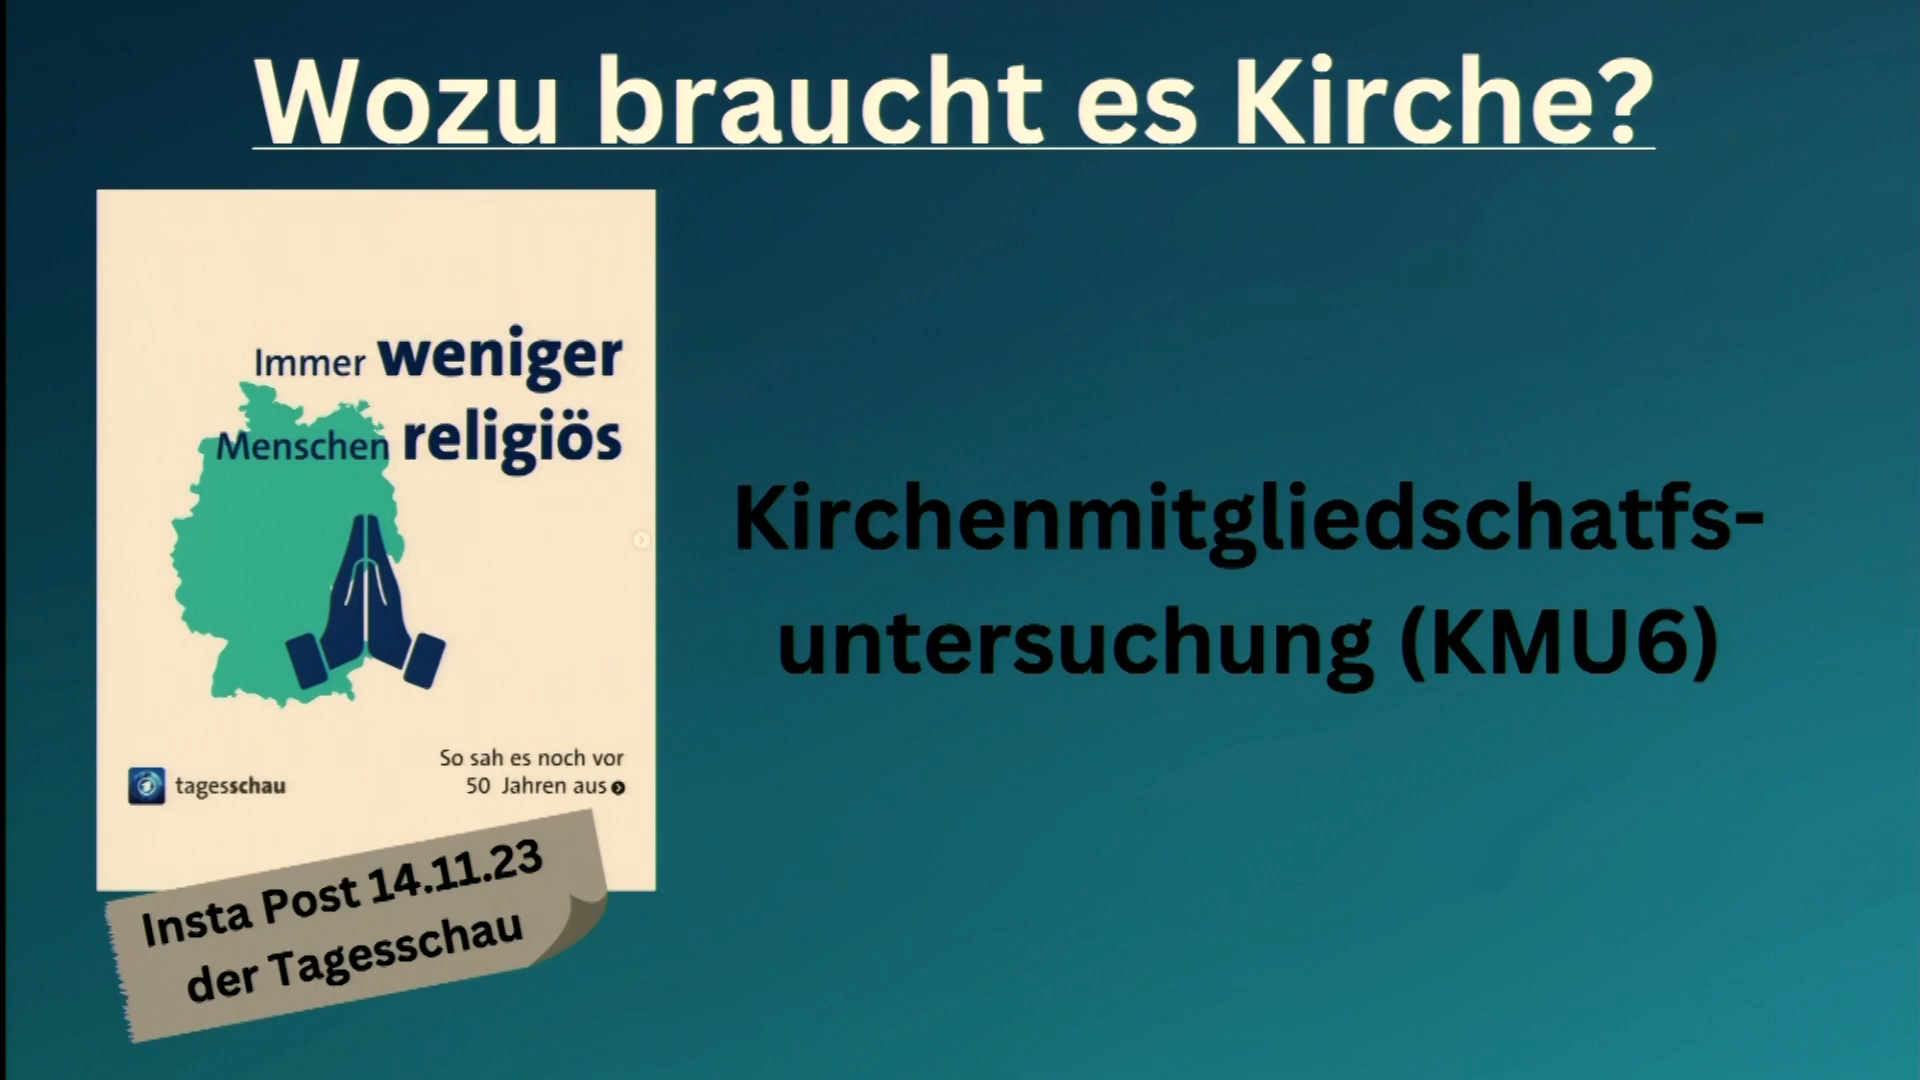 Wozu braucht es Kirche?
Immer weniger
Menschen religiös
So sah es noch vor
50 Jahren aus
tagesschau
Insta Post 14.11.23
der Tagesschau
Kirchenmitgliedschatfs-
untersuchung (KMU6)